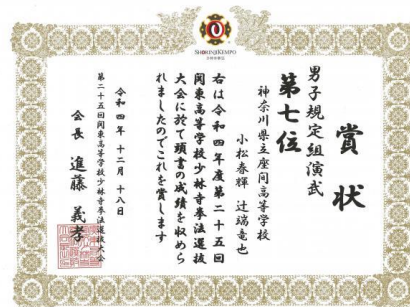 SHORINJI KEMPO
賞状
男子規定組演武
第七位
神奈川県立座間高等学校
小松春輝 辻瑞竜也
右は令和四年度第二十五回
関東高等学校少林寺拳法選抜
大会に於て頭書の成績を収めら
れましたのでこれを賞します
令和四年十二月十八日
第二十五回関東高等学校少林寺拳法選抜大会
会長 進藤義孝